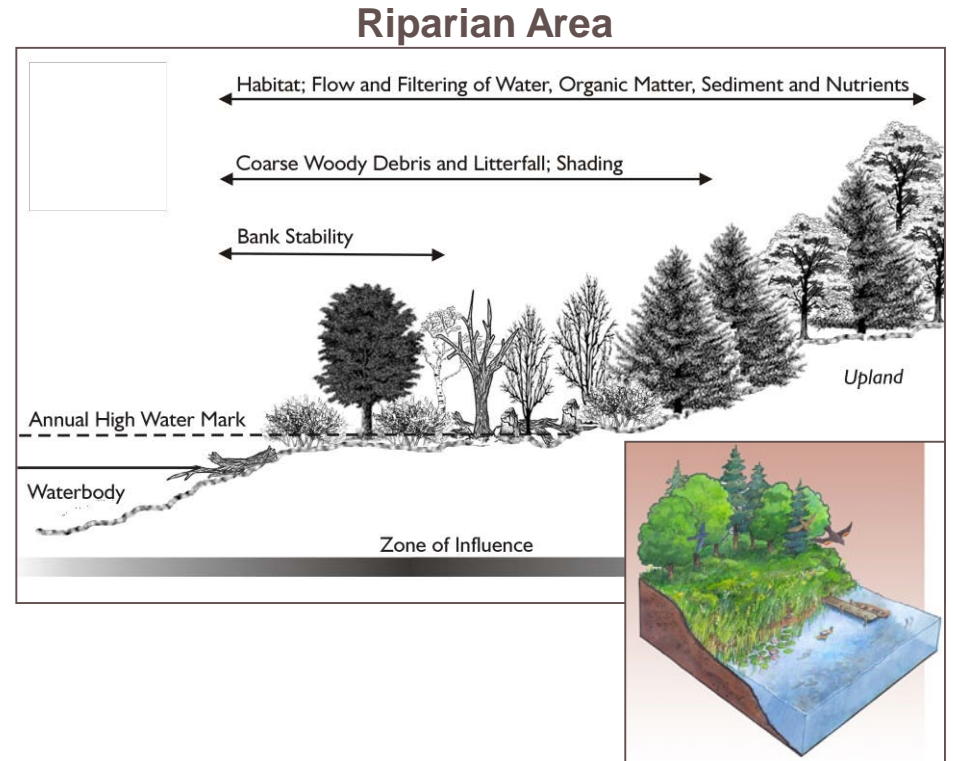 Riparian Area
Habitat; Flow and Filtering of Water, Organic Matter, Sediment and Nutrients
Coarse Woody Debris and Litterfall; Shading
Bank Stability
Upland
Annual High Water Mark
Waterbody
Zone of Influence